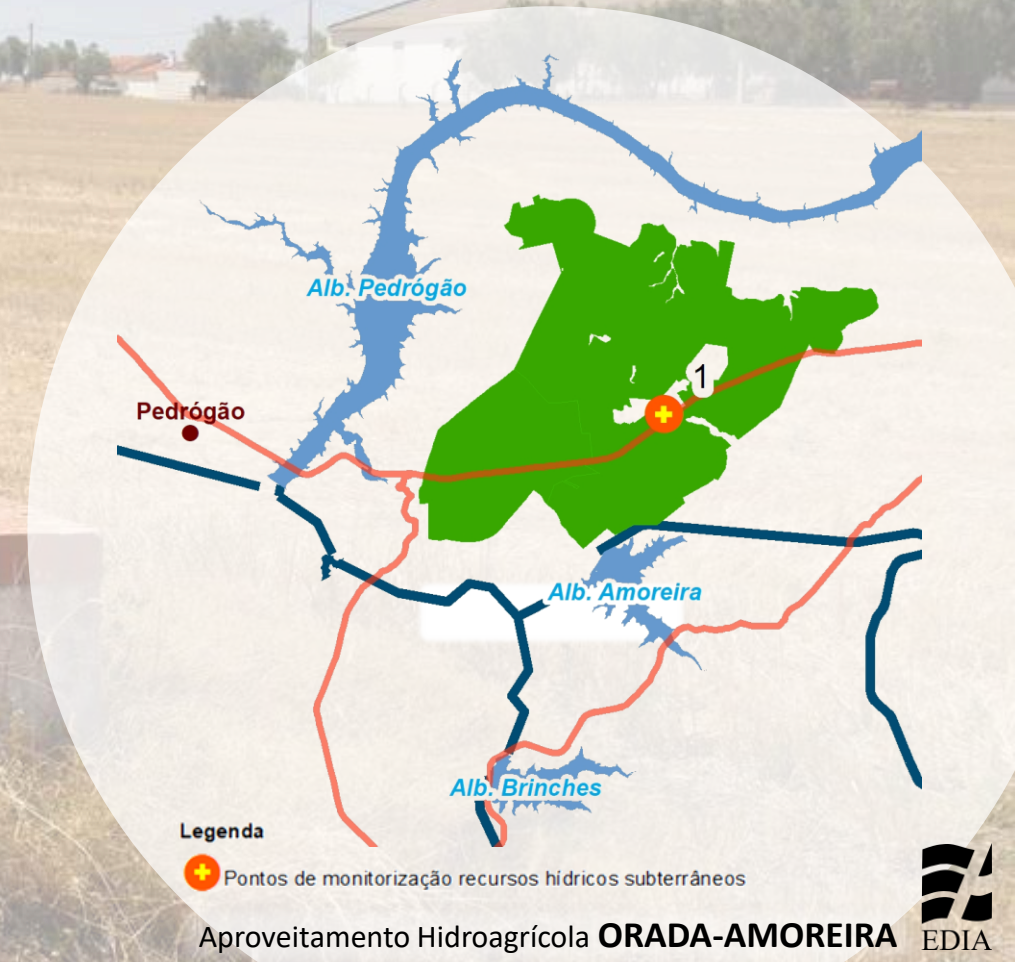 Alb. Pedrógão
1
Pedrógão
Alb. Amoreira
Alb. Brinches
Legenda
Pontos de monitorização recursos hídricos subterrâneos
Aproveitamento Hidroagrícola ORADA-AMOREIRA
EDIA